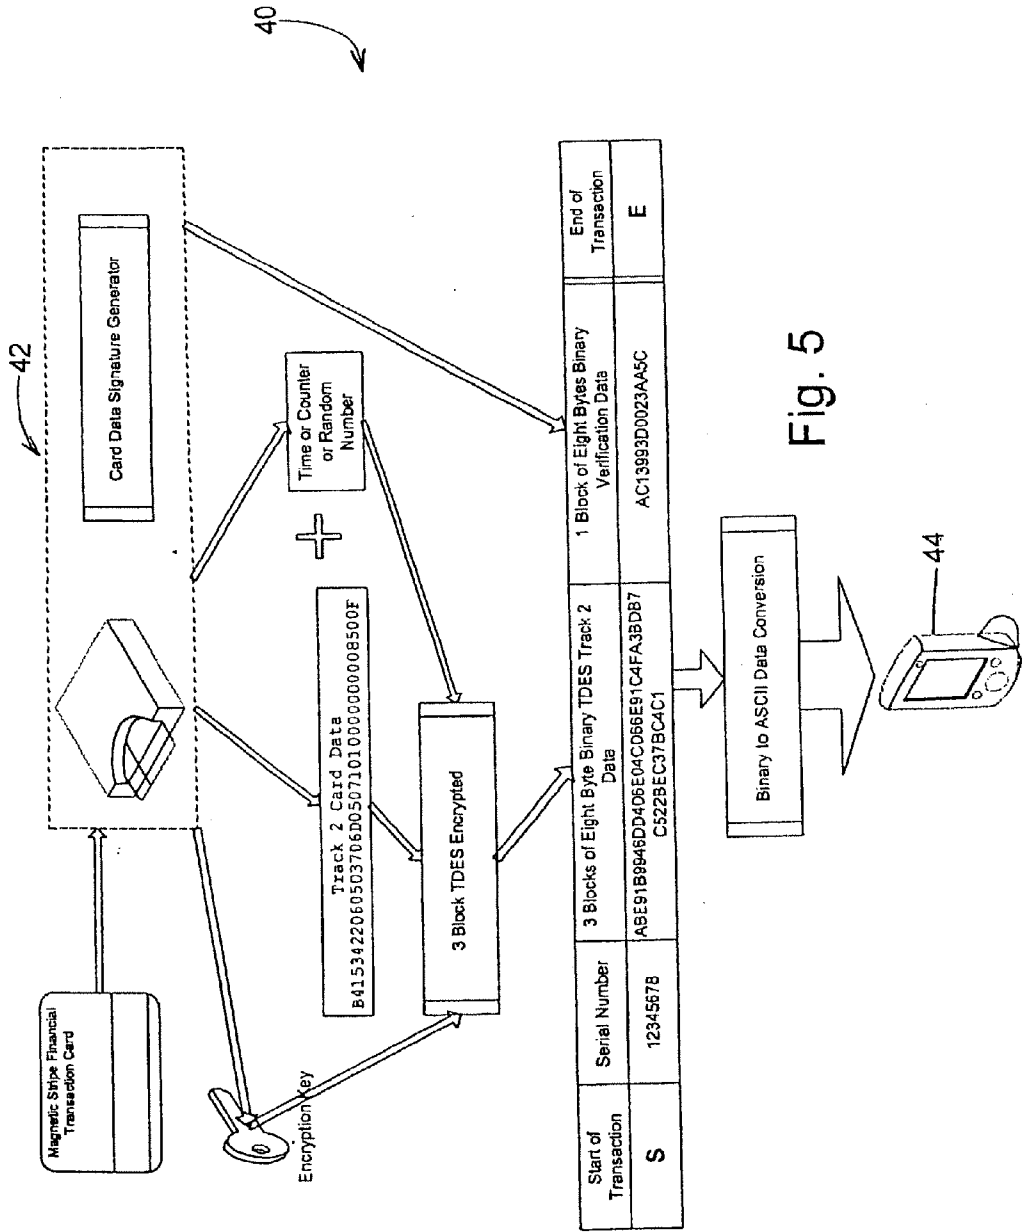 40
42
Magnetic Stripe Financial
Transaction Card
Card Data Signature Generator
Encryption Key
Track 2 Card Data
B4153422060503706D05071010000000008500F
Time or Counter
or Random
Number
3 Block TDES Encrypted
Start of
Transaction
Serial Number
3 Blocks of Eight Byte Binary TDES Track 2
Data
1 Block of Eight Bytes Binary
Verification Data
End of
Transaction
S
12345678
ABE91B9946DD4D6E04CD66E91C4FA3BDB7
C522BEC37BC4C1
AC13993D0023AA5C
E
Binary to ASCII Data Conversion
44
Fig. 5